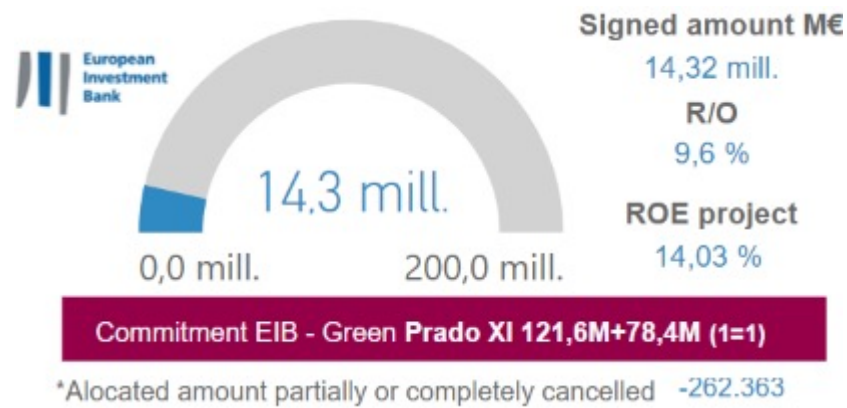 European
Investment
Bank
Signed amount M€
14,32 mill.
R/O
9,6 %
14,3 mill.
ROE project
14,03 %
0,0 mill.
200,0 mill.
Commitment EIB - Green Prado XI 121,6M+78,4M (1=1)
*Alocated amount partially or completely cancelled -262.363